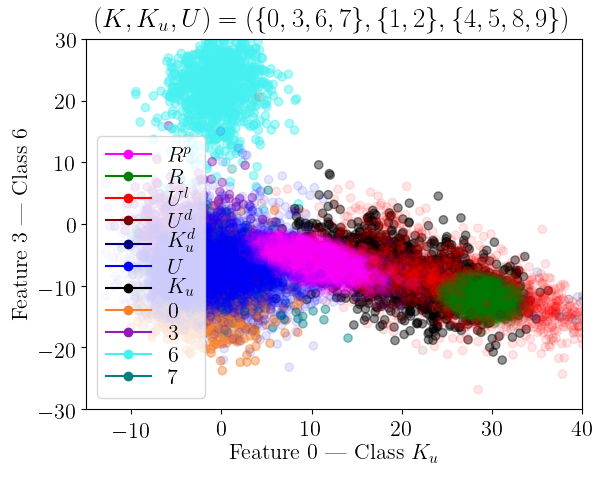 (K, K_u, U) = ({0, 3, 6, 7}, {1, 2}, {4, 5, 8, 9})
Feature 3 — Class 6
30
20
10
0
−10
−20
−30
R^p
R
U^l
U^d
K_u^d
U
K_u
0
3
6
7
−10
0
10
20
30
40
Feature 0 — Class K_u